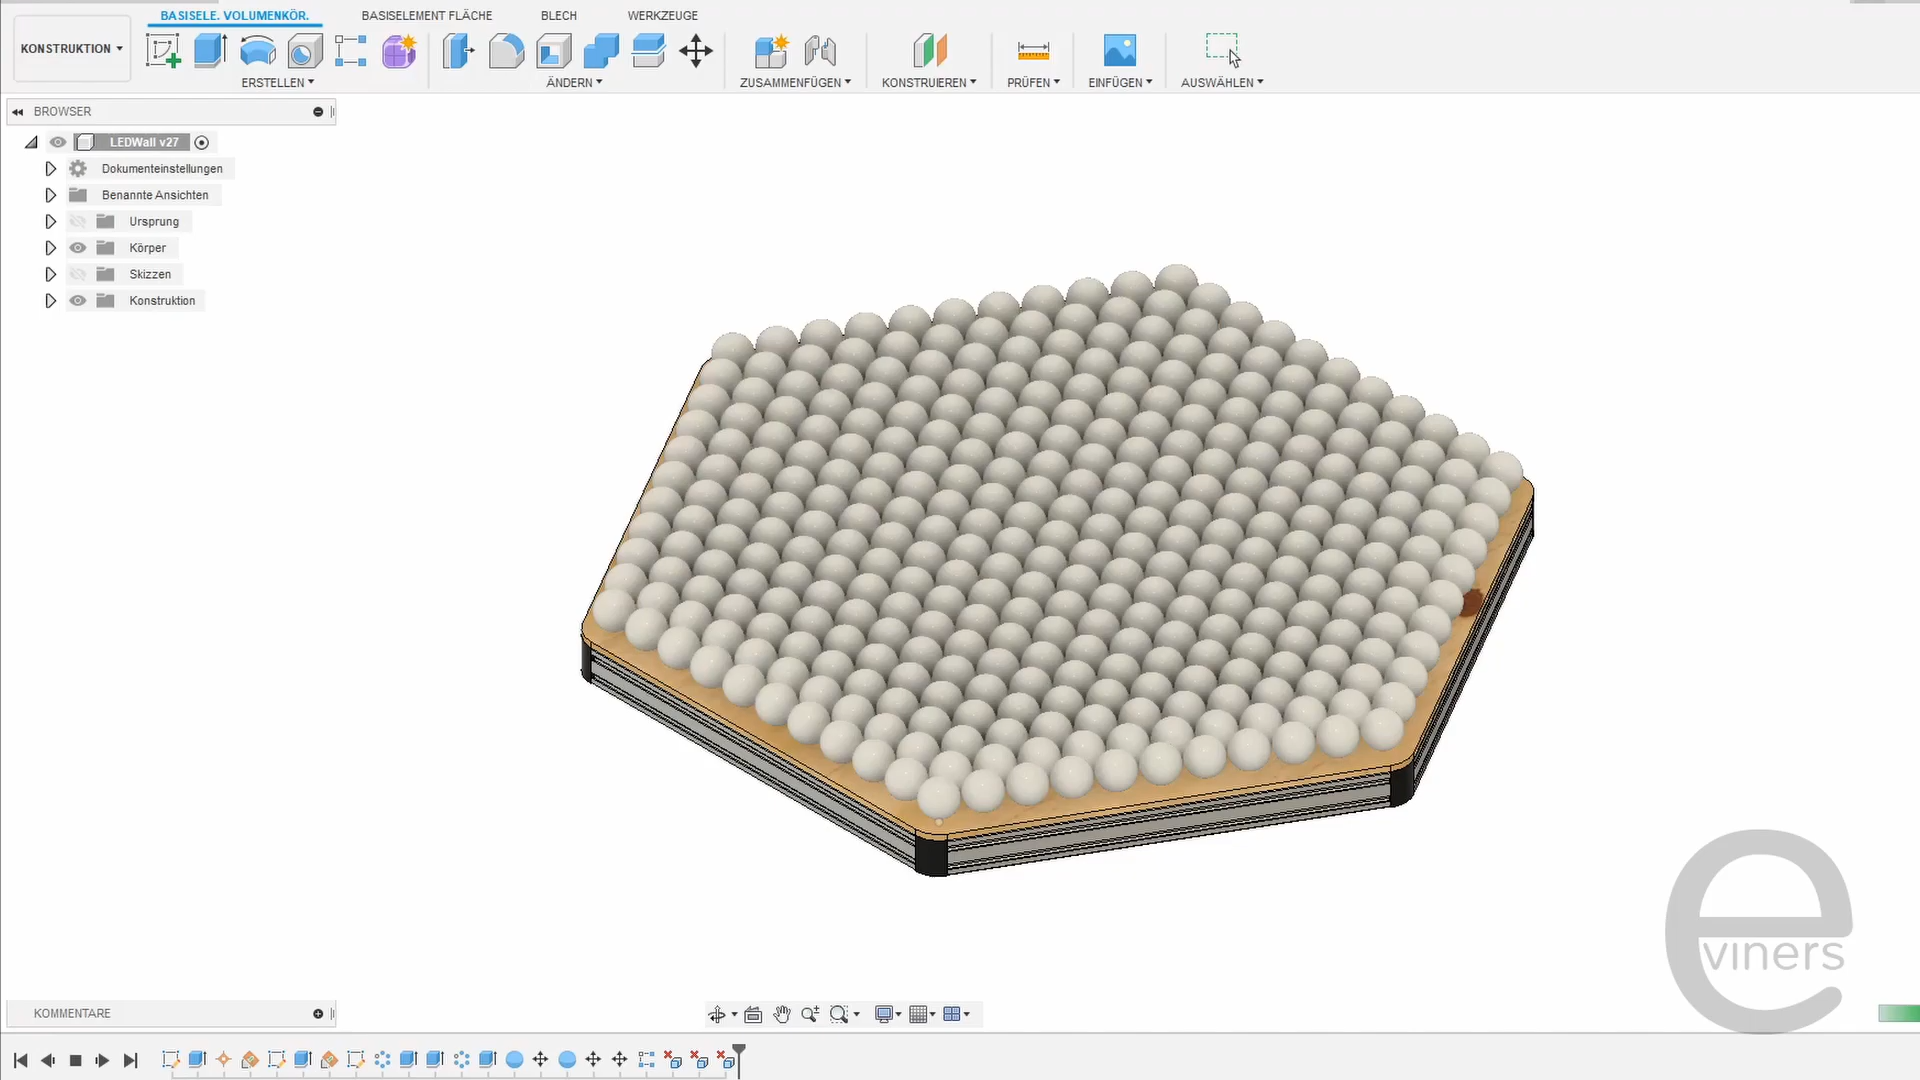 BASISELE. VOLUMENKÖR. BASISELEMENT FLÄCHE BLECH WERKZEUGE
KONSTRUKTION
ERSTELLEN ÄNDERN ZUSAMMENFÜGEN KONSTRUIEREN PRÜFEN EINFÜGEN AUSWÄHLEN
BROWSER
LEDWall v27
Dokumenteinstellungen
Benannte Ansichten
Ursprung
Körper
Skizzen
Konstruktion
e
viners
KOMMENTARE